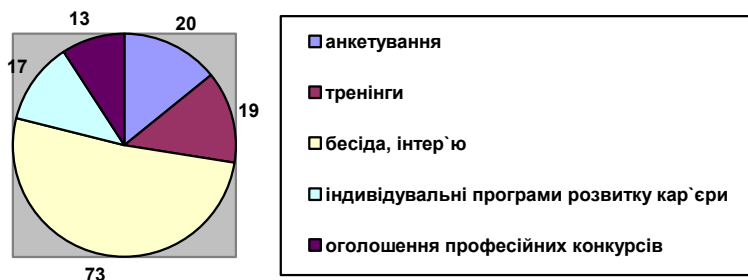 13
20
17
19
73
анкетування
тренінги
бесіда, інтер`ю
індивідувальні програми розвитку кар`єри
оголошення професійних конкурсів